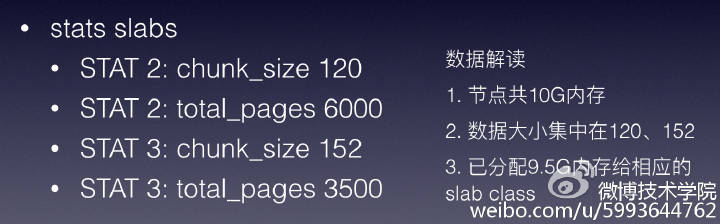 stats slabs
STAT 2: chunk_size 120
STAT 2: total_pages 6000
STAT 3: chunk_size 152
STAT 3: total_pages 3500
数据解读
1. 节点共10G内存
2. 数据大小集中在120、152
3. 已分配9.5G内存给相应的
slab class
微博技术学院
weibo.com/u/5993644762